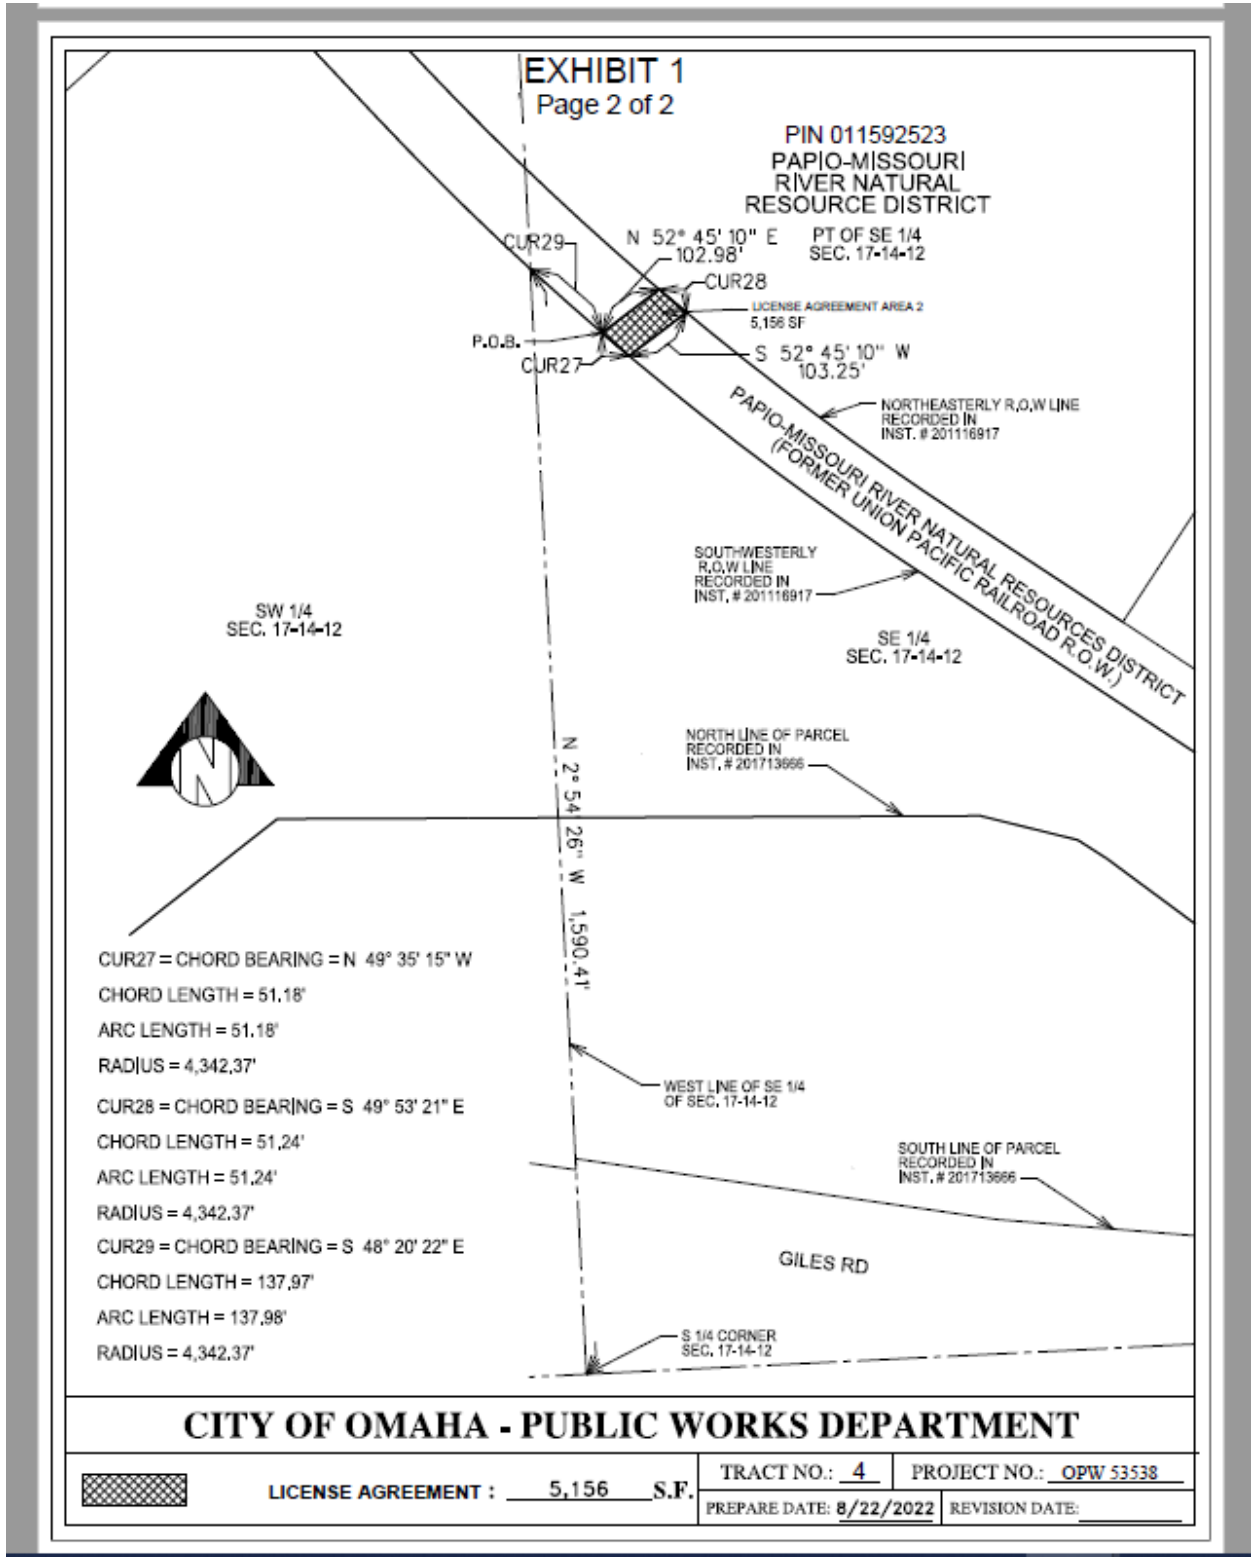 EXHIBIT 1
Page 2 of 2
PIN 011592523
PAPIO-MISSOURI
RIVER NATURAL
RESOURCE DISTRICT
PT OF SE 1/4
SEC. 17-14-12
CUR29
N 52° 45' 10" E
102.98'
CUR28
LICENSE AGREEMENT AREA 2
5,156 SF
P.O.B.
CUR27
S 52° 45' 10" W
103.25'
NORTHEASTERLY R.O.W LINE
RECORDED IN
INST. # 201116917
PAPIO-MISSOURI RIVER NATURAL RESOURCES DISTRICT
(FORMER UNION PACIFIC RAILROAD R.O.W.)
SOUTHWESTERLY
R.O.W LINE
RECORDED IN
INST. # 201116917
SW 1/4
SEC. 17-14-12
SE 1/4
SEC. 17-14-12
N
NORTH LINE OF PARCEL
RECORDED IN
INST. # 201713666
N 2° 54' 26" W 1,590.41'
CUR27 = CHORD BEARING = N 49° 35' 15" W
CHORD LENGTH = 51.18'
ARC LENGTH = 51.18'
RADIUS = 4,342.37'
CUR28 = CHORD BEARING = S 49° 53' 21" E
CHORD LENGTH = 51.24'
ARC LENGTH = 51.24'
RADIUS = 4,342.37'
CUR29 = CHORD BEARING = S 48° 20' 22" E
CHORD LENGTH = 137.97'
ARC LENGTH = 137.98'
RADIUS = 4,342.37'
WEST LINE OF SE 1/4
OF SEC. 17-14-12
SOUTH LINE OF PARCEL
RECORDED IN
INST. # 201713666
GILES RD
S 1/4 CORNER
SEC. 17-14-12
CITY OF OMAHA - PUBLIC WORKS DEPARTMENT
LICENSE AGREEMENT : 5,156 S.F.
TRACT NO.: 4
PROJECT NO.: OPW 53538
PREPARE DATE: 8/22/2022
REVISION DATE: